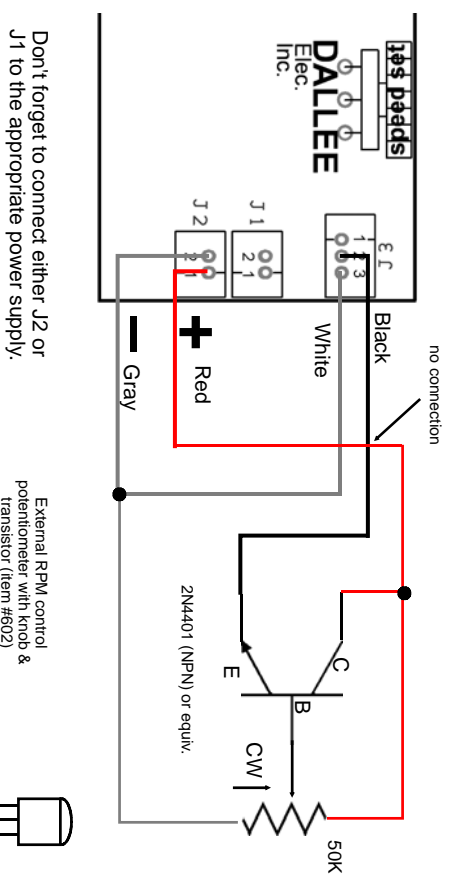 speed set
DALLEE
Elec.
Inc.
J 3
1 2 3
J 1
2 1
J 2
2 1
Black
White
+
Red
-
Gray
no connection
Don't forget to connect either J2 or
J1 to the appropriate power supply.
External RPM control
potentiometer with knob &
transistor (item #602)
2N4401 (NPN) or equiv.
C
B
E
CW
50K